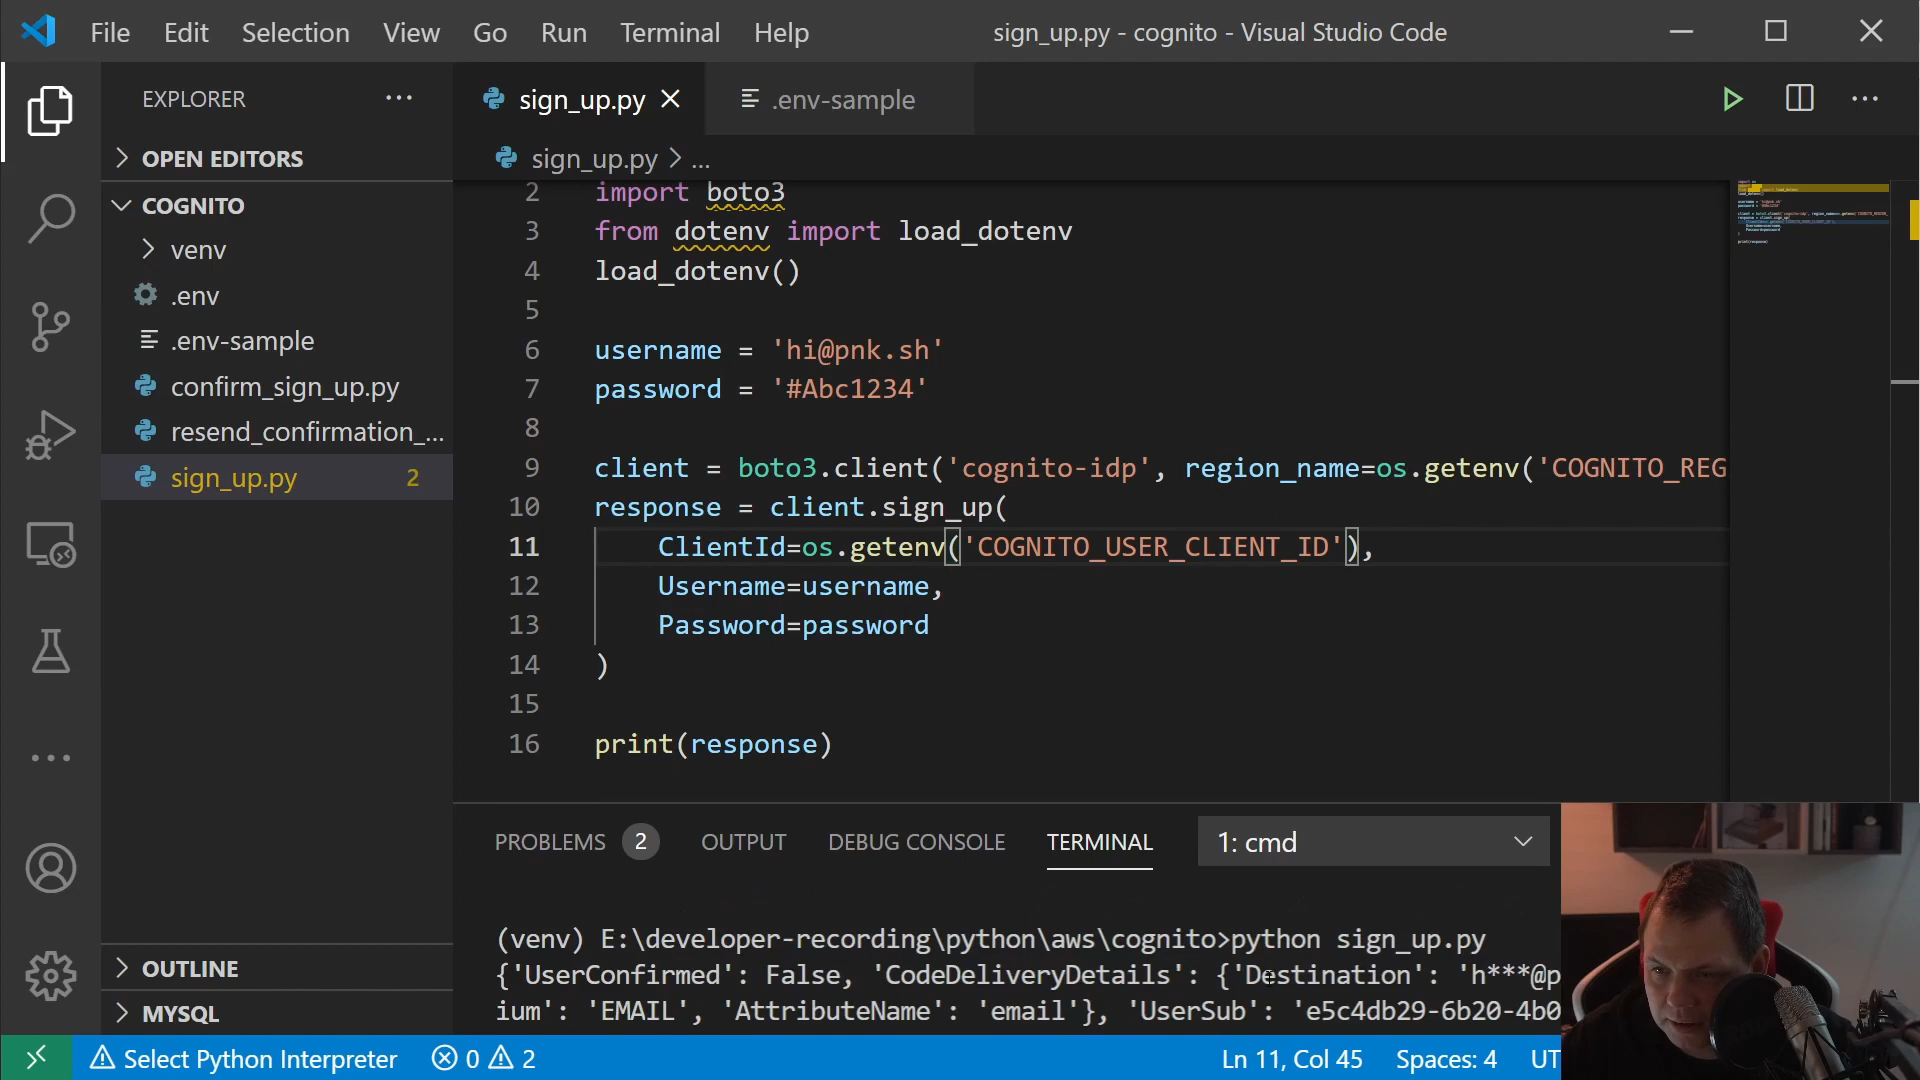 File Edit Selection View Go Run Terminal Help sign_up.py - cognito - Visual Studio Code
EXPLORER
OPEN EDITORS
COGNITO
venv
.env
.env-sample
confirm_sign_up.py
resend_confirmation_...
sign_up.py 2
OUTLINE
MYSQL
sign_up.py .env-sample
sign_up.py > ...
2 import boto3
3 from dotenv import load_dotenv
4 load_dotenv()
5
6 username = 'hi@pnk.sh'
7 password = '#Abc1234'
8
9 client = boto3.client('cognito-idp', region_name=os.getenv('COGNITO_REG
10 response = client.sign_up(
11 ClientId=os.getenv('COGNITO_USER_CLIENT_ID'),
12 Username=username,
13 Password=password
14 )
15
16 print(response)
PROBLEMS 2 OUTPUT DEBUG CONSOLE TERMINAL 1: cmd
(venv) E:\developer-recording\python\aws\cognito>python sign_up.py
{'UserConfirmed': False, 'CodeDeliveryDetails': {'Destination': 'h***@p
ium': 'EMAIL', 'AttributeName': 'email'}, 'UserSub': 'e5c4db29-6b20-4b0
Select Python Interpreter 0 2 Ln 11, Col 45 Spaces: 4 UT